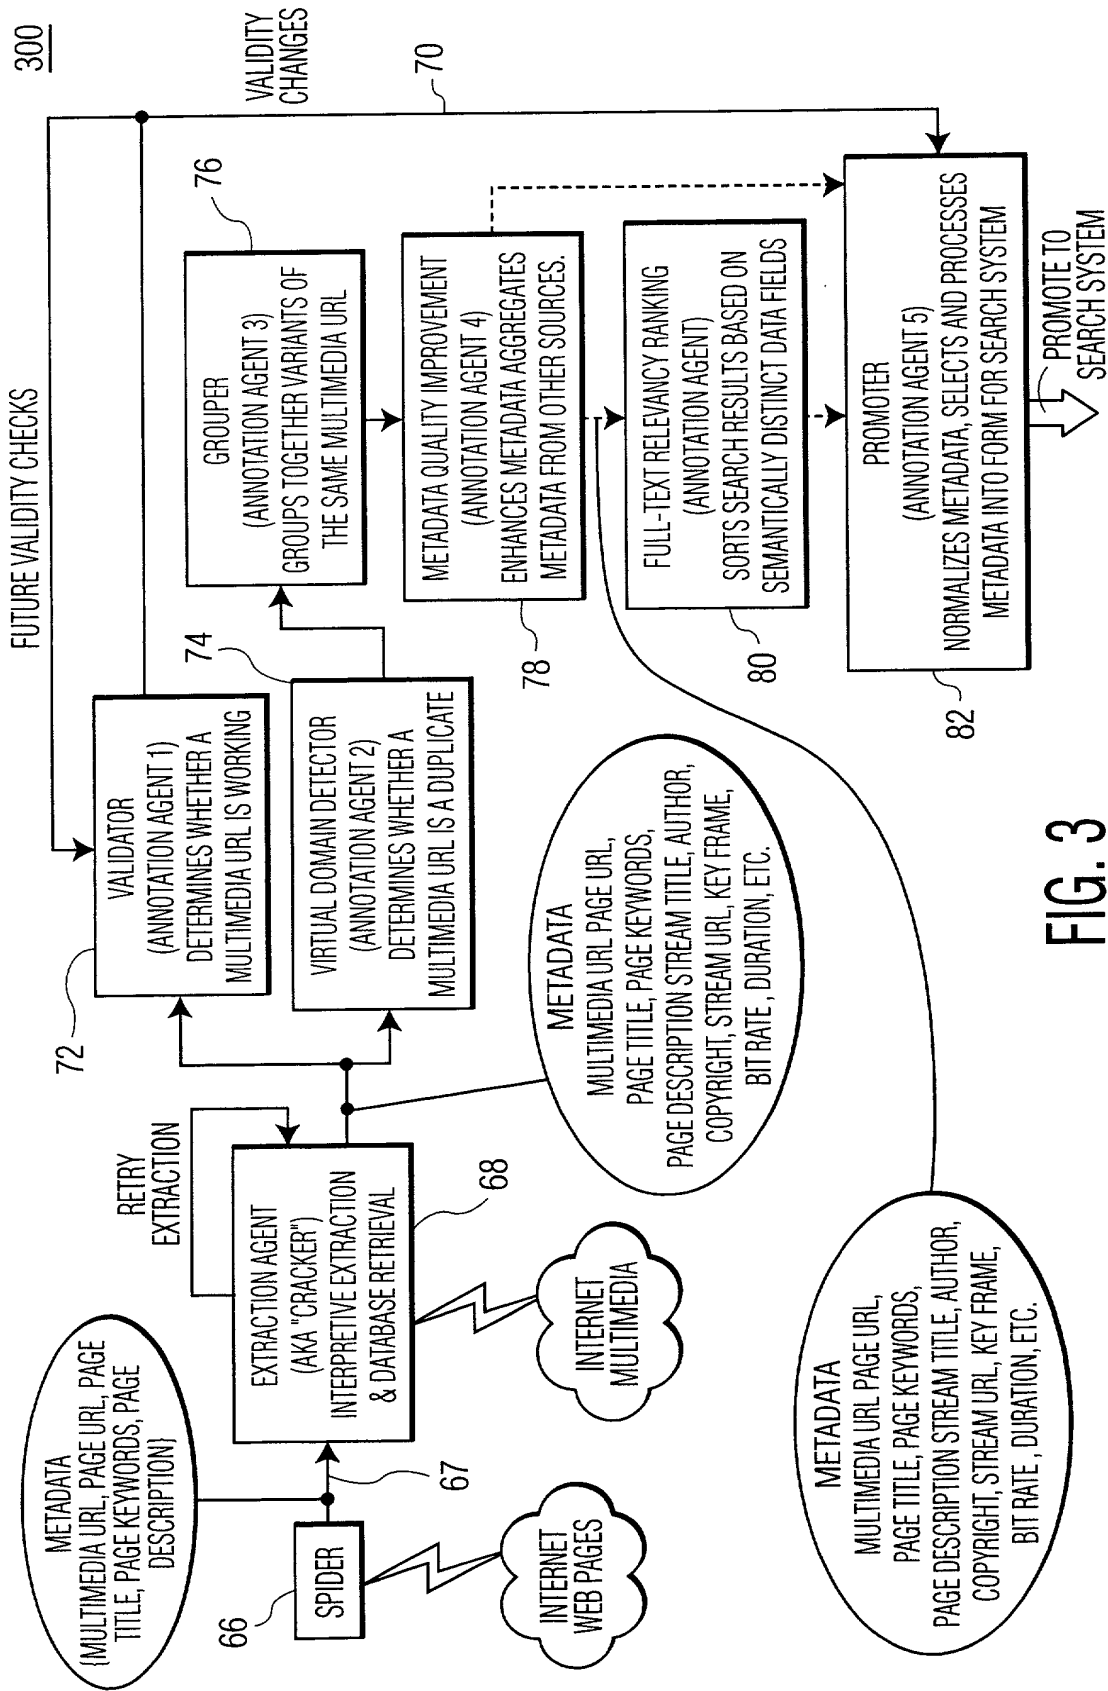 300
FUTURE VALIDITY CHECKS
VALIDITY
CHANGES
70
72
VALIDATOR
(ANNOTATION AGENT 1)
DETERMINES WHETHER A
MULTIMEDIA URL IS WORKING
74
VIRTUAL DOMAIN DETECTOR
(ANNOTATION AGENT 2)
DETERMINES WHETHER A
MULTIMEDIA URL IS A DUPLICATE
76
GROUPER
(ANNOTATION AGENT 3)
GROUPS TOGETHER VARIANTS OF
THE SAME MULTIMEDIA URL
METADATA QUALITY IMPROVEMENT
(ANNOTATION AGENT 4)
ENHANCES METADATA AGGREGATES
METADATA FROM OTHER SOURCES.
78
FULL-TEXT RELEVANCY RANKING
(ANNOTATION AGENT)
SORTS SEARCH RESULTS BASED ON
SEMANTICALLY DISTINCT DATA FIELDS
80
PROMOTER
(ANNOTATION AGENT 5)
NORMALIZES METADATA, SELECTS AND PROCESSES
METADATA INTO FORM FOR SEARCH SYSTEM
82
PROMOTE TO
SEARCH SYSTEM
METADATA
{MULTIMEDIA URL, PAGE URL, PAGE
TITLE, PAGE KEYWORDS, PAGE
DESCRIPTION}
RETRY
EXTRACTION
EXTRACTION AGENT
(AKA "CRACKER")
INTERPRETIVE EXTRACTION
& DATABASE RETRIEVAL
68
66
SPIDER
67
INTERNET
WEB PAGES
INTERNET
MULTIMEDIA
METADATA
MULTIMEDIA URL PAGE URL,
PAGE TITLE, PAGE KEYWORDS,
PAGE DESCRIPTION STREAM TITLE, AUTHOR,
COPYRIGHT, STREAM URL, KEY FRAME,
BIT RATE , DURATION, ETC.
METADATA
MULTIMEDIA URL PAGE URL,
PAGE TITLE, PAGE KEYWORDS,
PAGE DESCRIPTION STREAM TITLE, AUTHOR,
COPYRIGHT, STREAM URL, KEY FRAME,
BIT RATE , DURATION, ETC.
FIG. 3